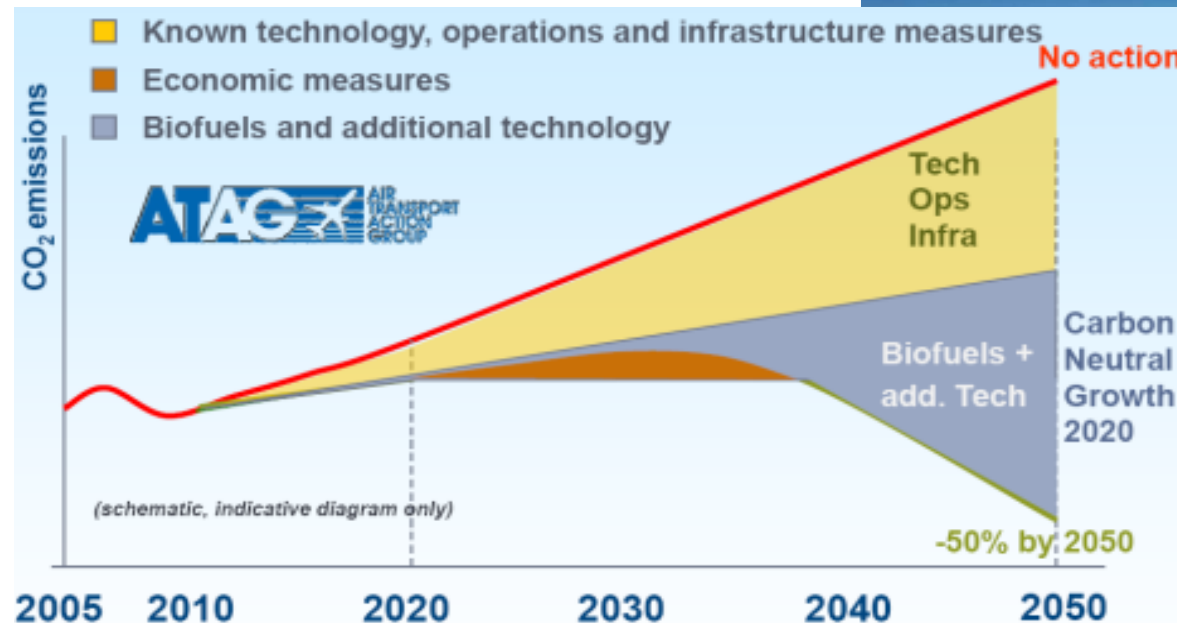 Known technology, operations and infrastructure measures
Economic measures
Biofuels and additional technology
No action
CO₂ emissions
ATAG AIR
TRANSPORT
ACTION
GROUP
Tech
Ops
Infra
Biofuels +
add. Tech
Carbon
Neutral
Growth
2020
(schematic, indicative diagram only)
-50% by 2050
2005 2010 2020 2030 2040 2050